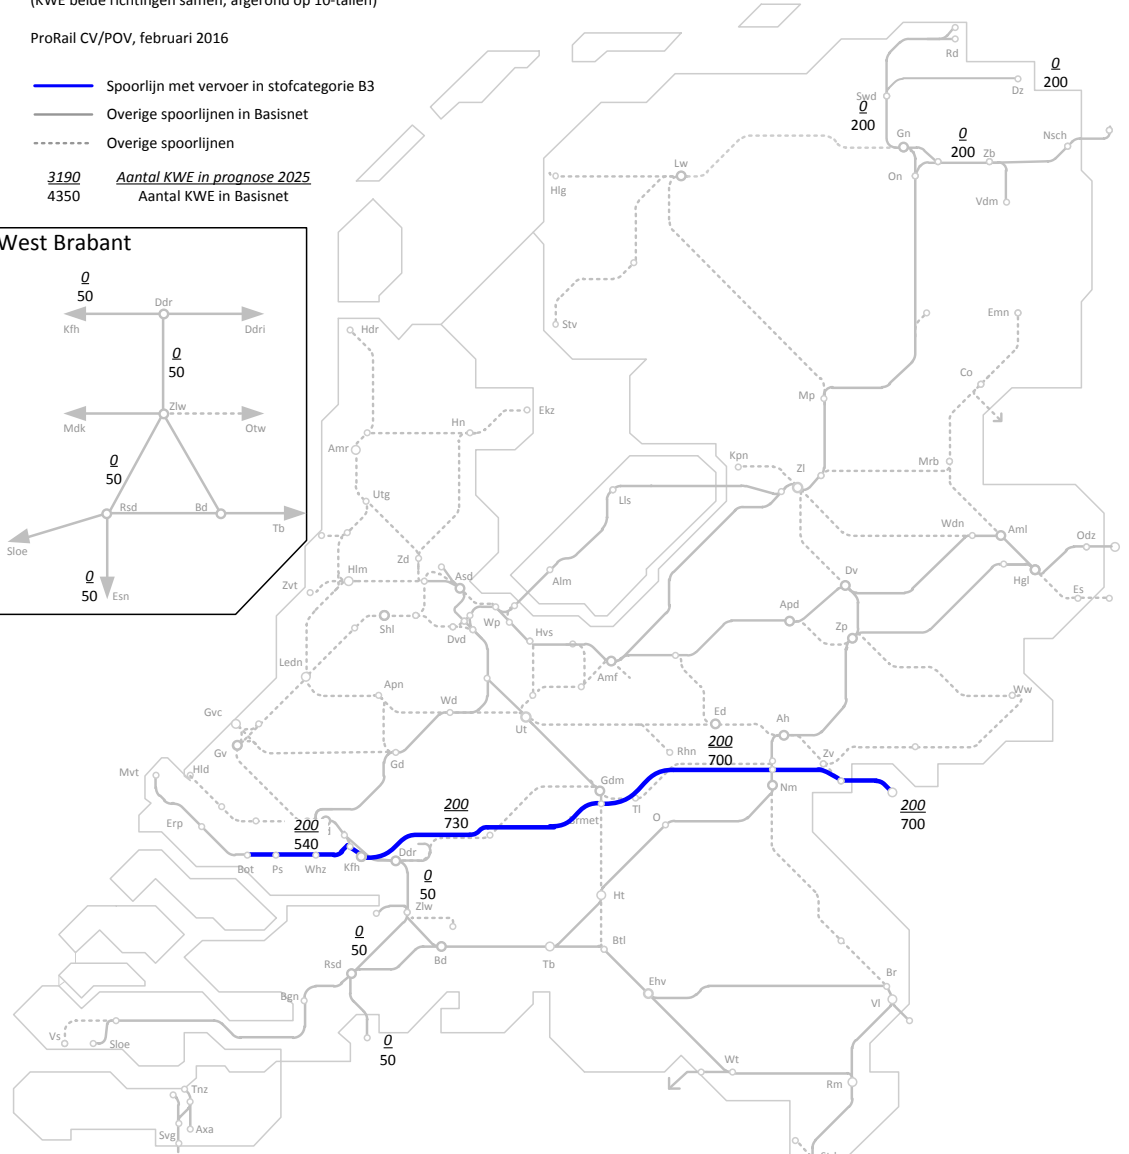 (KWE beide richtingen samen, afgerond op 10-tallen)
ProRail CV/POV, februari 2016
Spoorlijn met vervoer in stofcategorie B3
Overige spoorlijnen in Basisnet
Overige spoorlijnen
3190 Aantal KWE in prognose 2025
4350 Aantal KWE in Basisnet
West Brabant
0
50
Ddr
Kfh
Ddri
0
50
Zlw
Mdk
Otw
0
50
Rsd
Bd
Tb
Sloe
0
50
Esn
Rd
0
200
Dz
Swd
0
200
Gn
0
200
Zb
Nsch
On
Vdm
Lw
Hlg
Stv
Emn
Co
Mp
Hdr
Ekz
Hn
Amr
Kpn
Zl
Mrb
Utg
Lls
Wdn
Aml
Odz
Zd
Hlm
Asd
Alm
Dv
Hgl
Es
Zvt
Shl
Wp
Dvd
Hvs
Apd
Zp
Ledn
Amf
Apn
Wd
Ww
Gvc
Gv
Ut
Ed
Ah
Gd
Rhn
200
700
Zv
Mvt
Hld
Gdm
Nm
200
700
Tl
Erp
200
540
200
730
O
Bot
Ps
Whz
Kfh
Ddr
0
50
Zlw
Ht
0
50
Rsd
Bd
Tb
Btl
Bgn
Ehv
Br
Vl
Vs
Sloe
0
50
Wt
Rm
Tnz
Svg
Axa